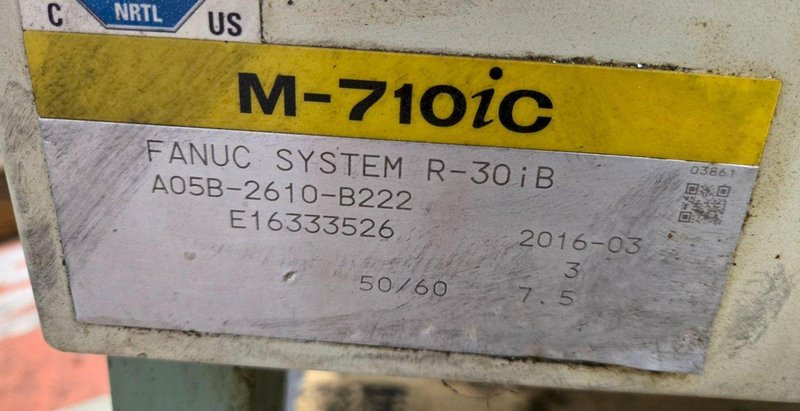 NRTL
C US
M-710iC
FANUC SYSTEM R-30iB
03861
A05B-2610-B222
E16333526
2016-03
3
50/60 7.5